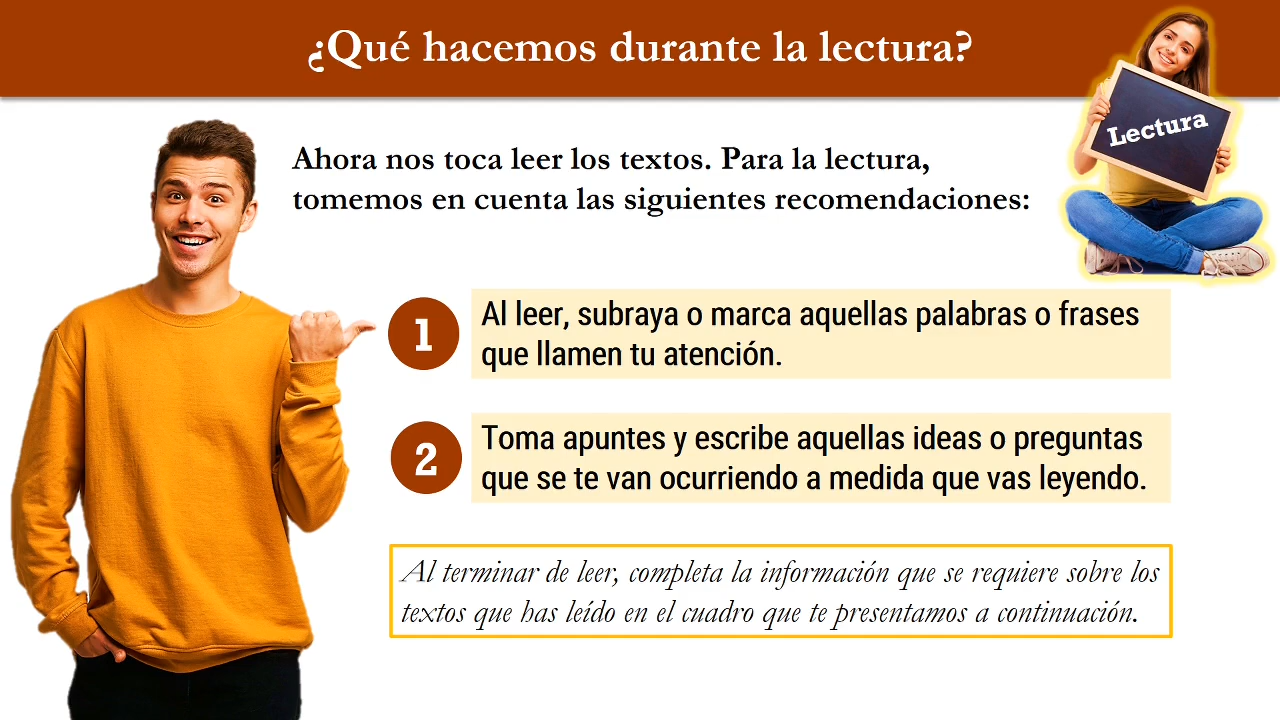 ¿Qué hacemos durante la lectura?
Lectura
Ahora nos toca leer los textos. Para la lectura,
tomemos en cuenta las siguientes recomendaciones:
1
Al leer, subraya o marca aquellas palabras o frases
que llamen tu atención.
2
Toma apuntes y escribe aquellas ideas o preguntas
que se te van ocurriendo a medida que vas leyendo.
Al terminar de leer, completa la información que se requiere sobre los
textos que has leído en el cuadro que te presentamos a continuación.